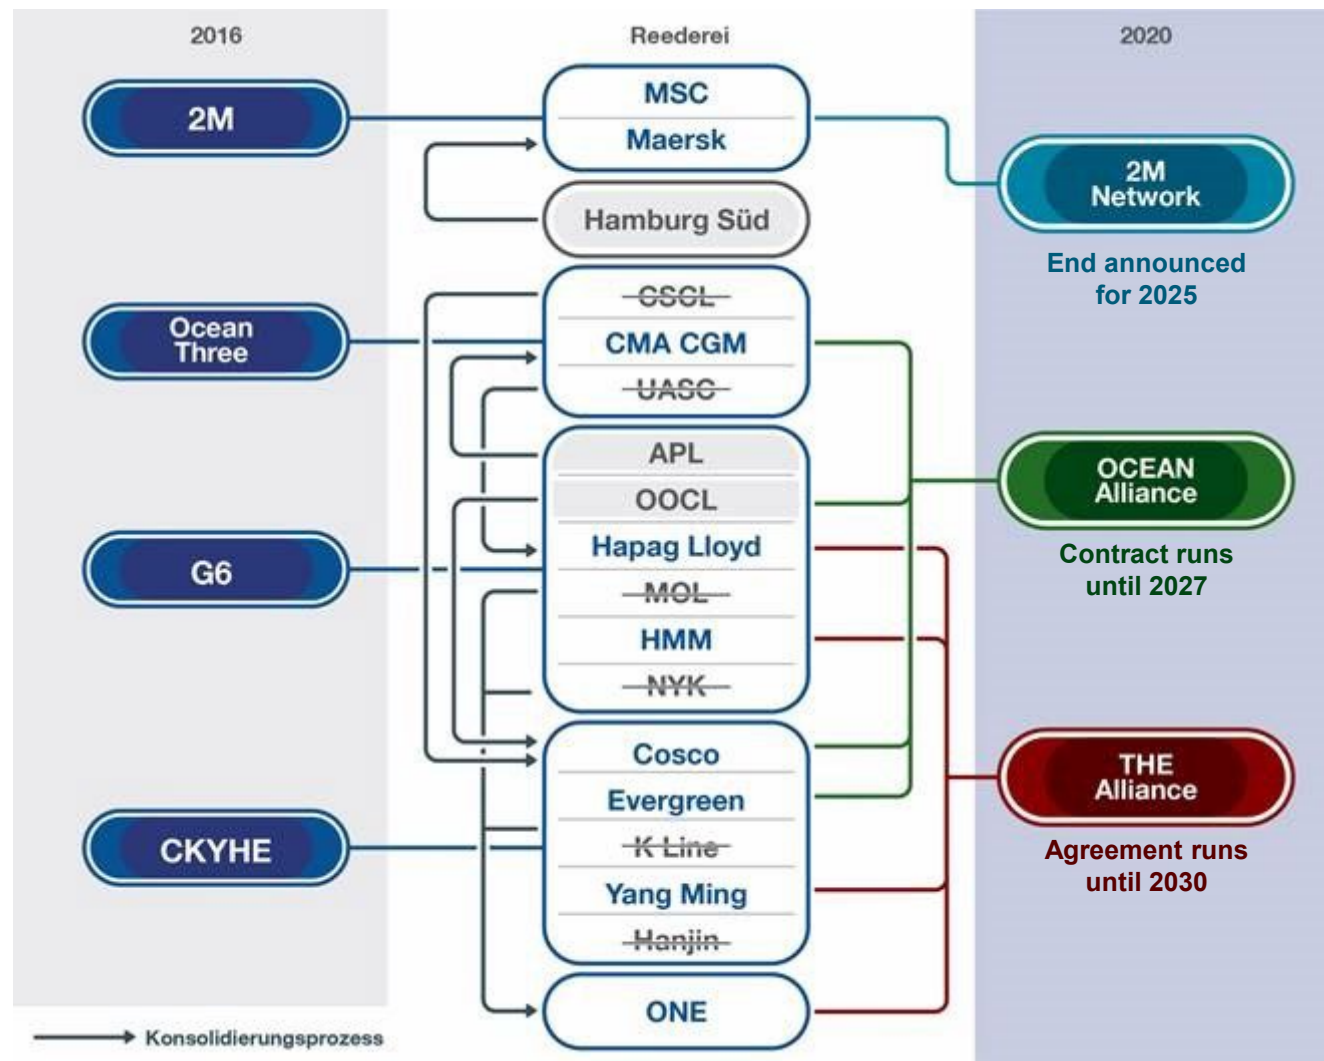 2016
Reederei
2020
2M
MSC
Maersk
2M
Network
Hamburg Süd
End announced
for 2025
Ocean
Three
CSCL
CMA CGM
UASC
APL
OOCL
OCEAN
Alliance
Contract runs
until 2027
G6
Hapag Lloyd
MOL
HMM
NYK
Cosco
Evergreen
THE
Alliance
Agreement runs
until 2030
CKYHE
K Line
Yang Ming
Hanjin
ONE
Konsolidierungsprozess